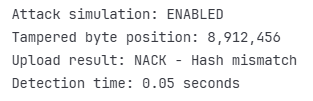 Attack simulation: ENABLED
Tampered byte position: 8,912,456
Upload result: NACK - Hash mismatch
Detection time: 0.05 seconds